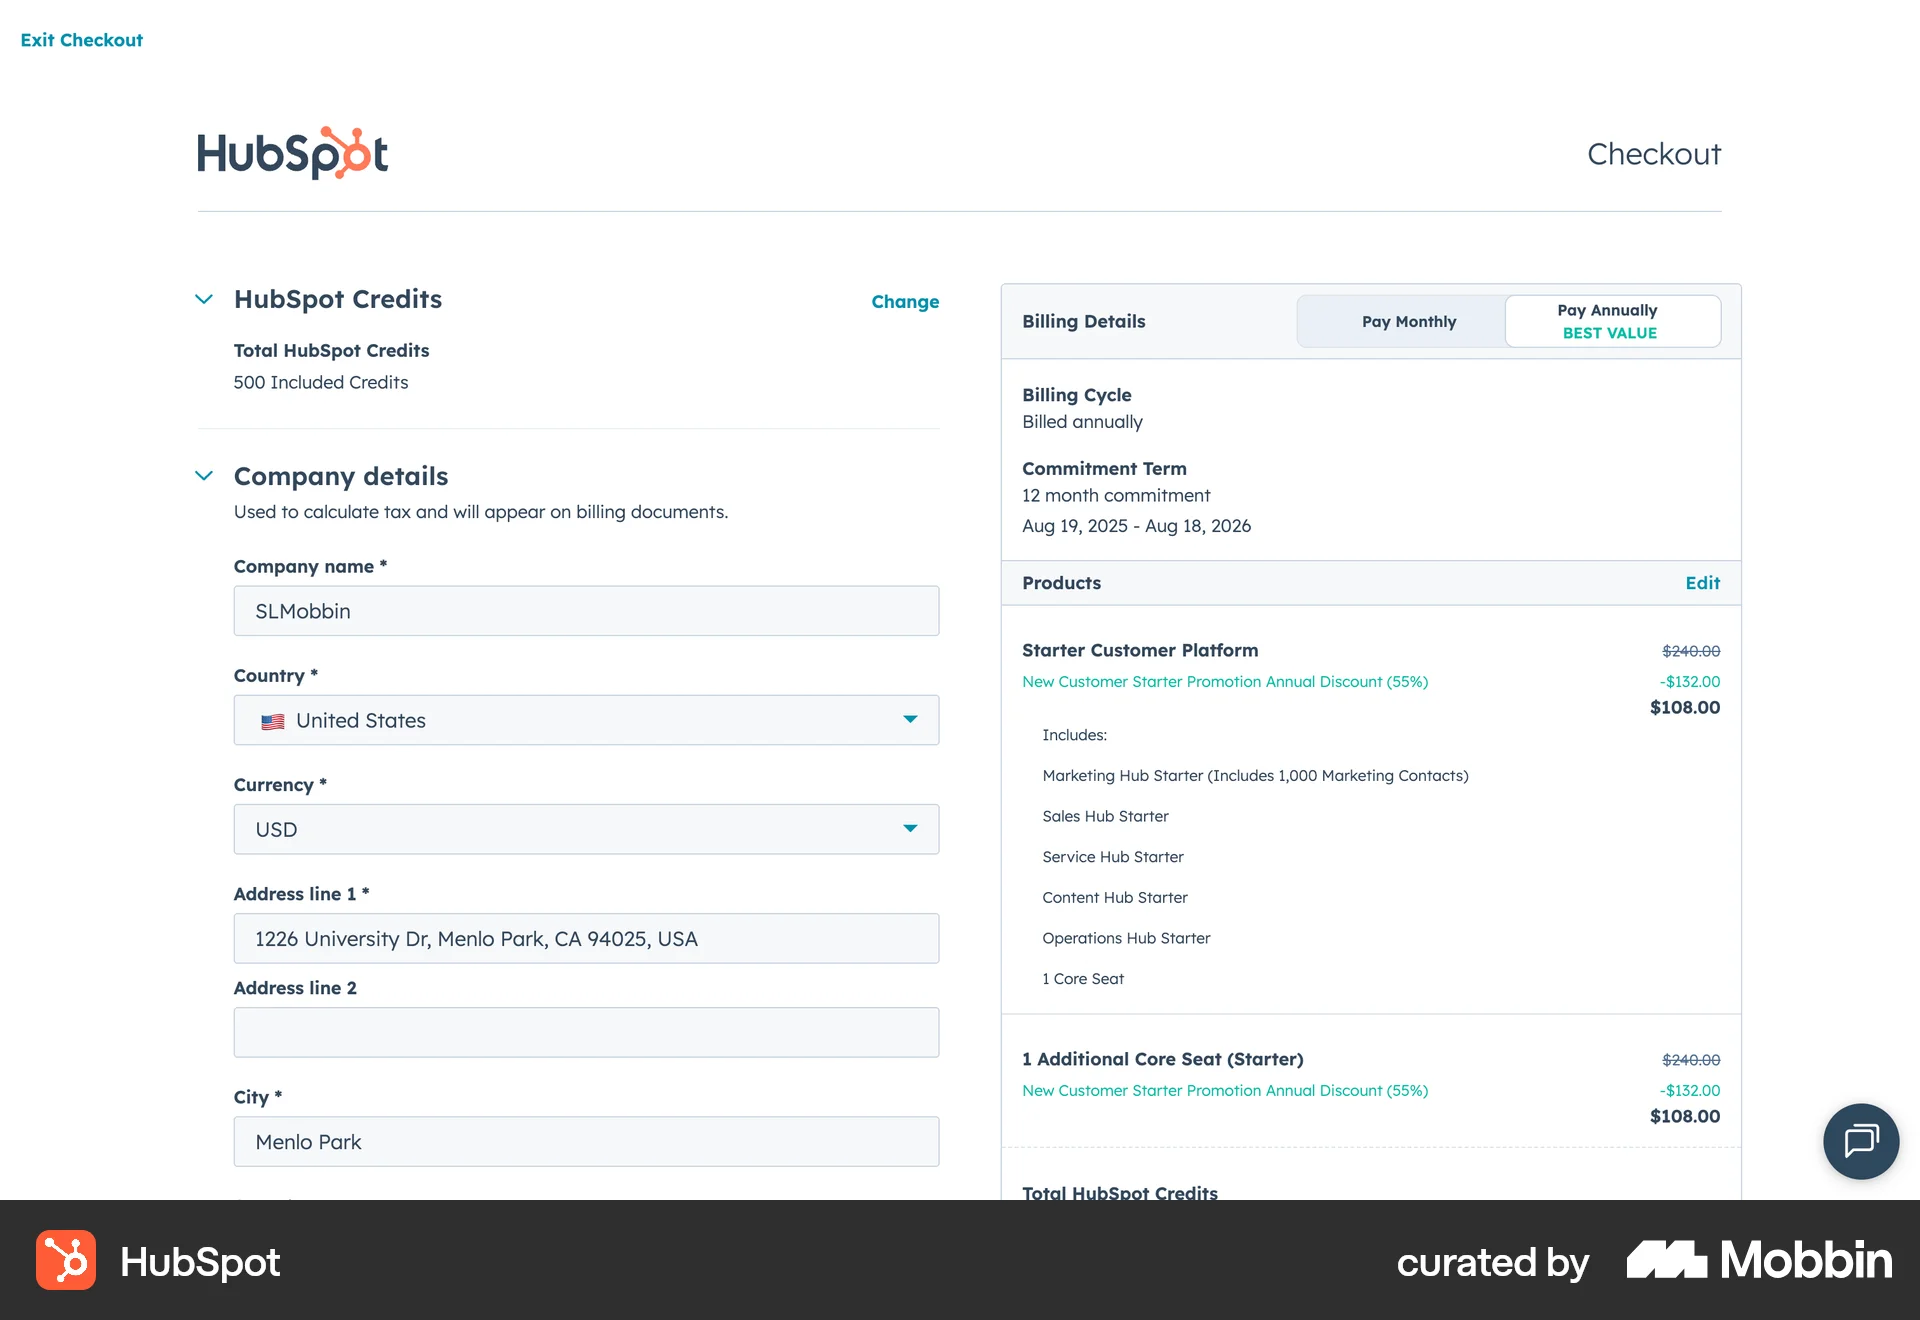 Exit Checkout
HubSpot
Checkout
HubSpot Credits
Change
Total HubSpot Credits
500 Included Credits
Company details
Used to calculate tax and will appear on billing documents.
Company name *
SLMobbin
Country *
United States
Currency *
USD
Address line 1 *
1226 University Dr, Menlo Park, CA 94025, USA
Address line 2
City *
Menlo Park
Billing Details
Pay Monthly
Pay Annually
BEST VALUE
Billing Cycle
Billed annually
Commitment Term
12 month commitment
Aug 19, 2025 - Aug 18, 2026
Products
Edit
Starter Customer Platform
$240.00
New Customer Starter Promotion Annual Discount (55%)
-$132.00
$108.00
Includes:
Marketing Hub Starter (Includes 1,000 Marketing Contacts)
Sales Hub Starter
Service Hub Starter
Content Hub Starter
Operations Hub Starter
1 Core Seat
1 Additional Core Seat (Starter)
$240.00
New Customer Starter Promotion Annual Discount (55%)
-$132.00
$108.00
Total HubSpot Credits
HubSpot
curated by
Mobbin